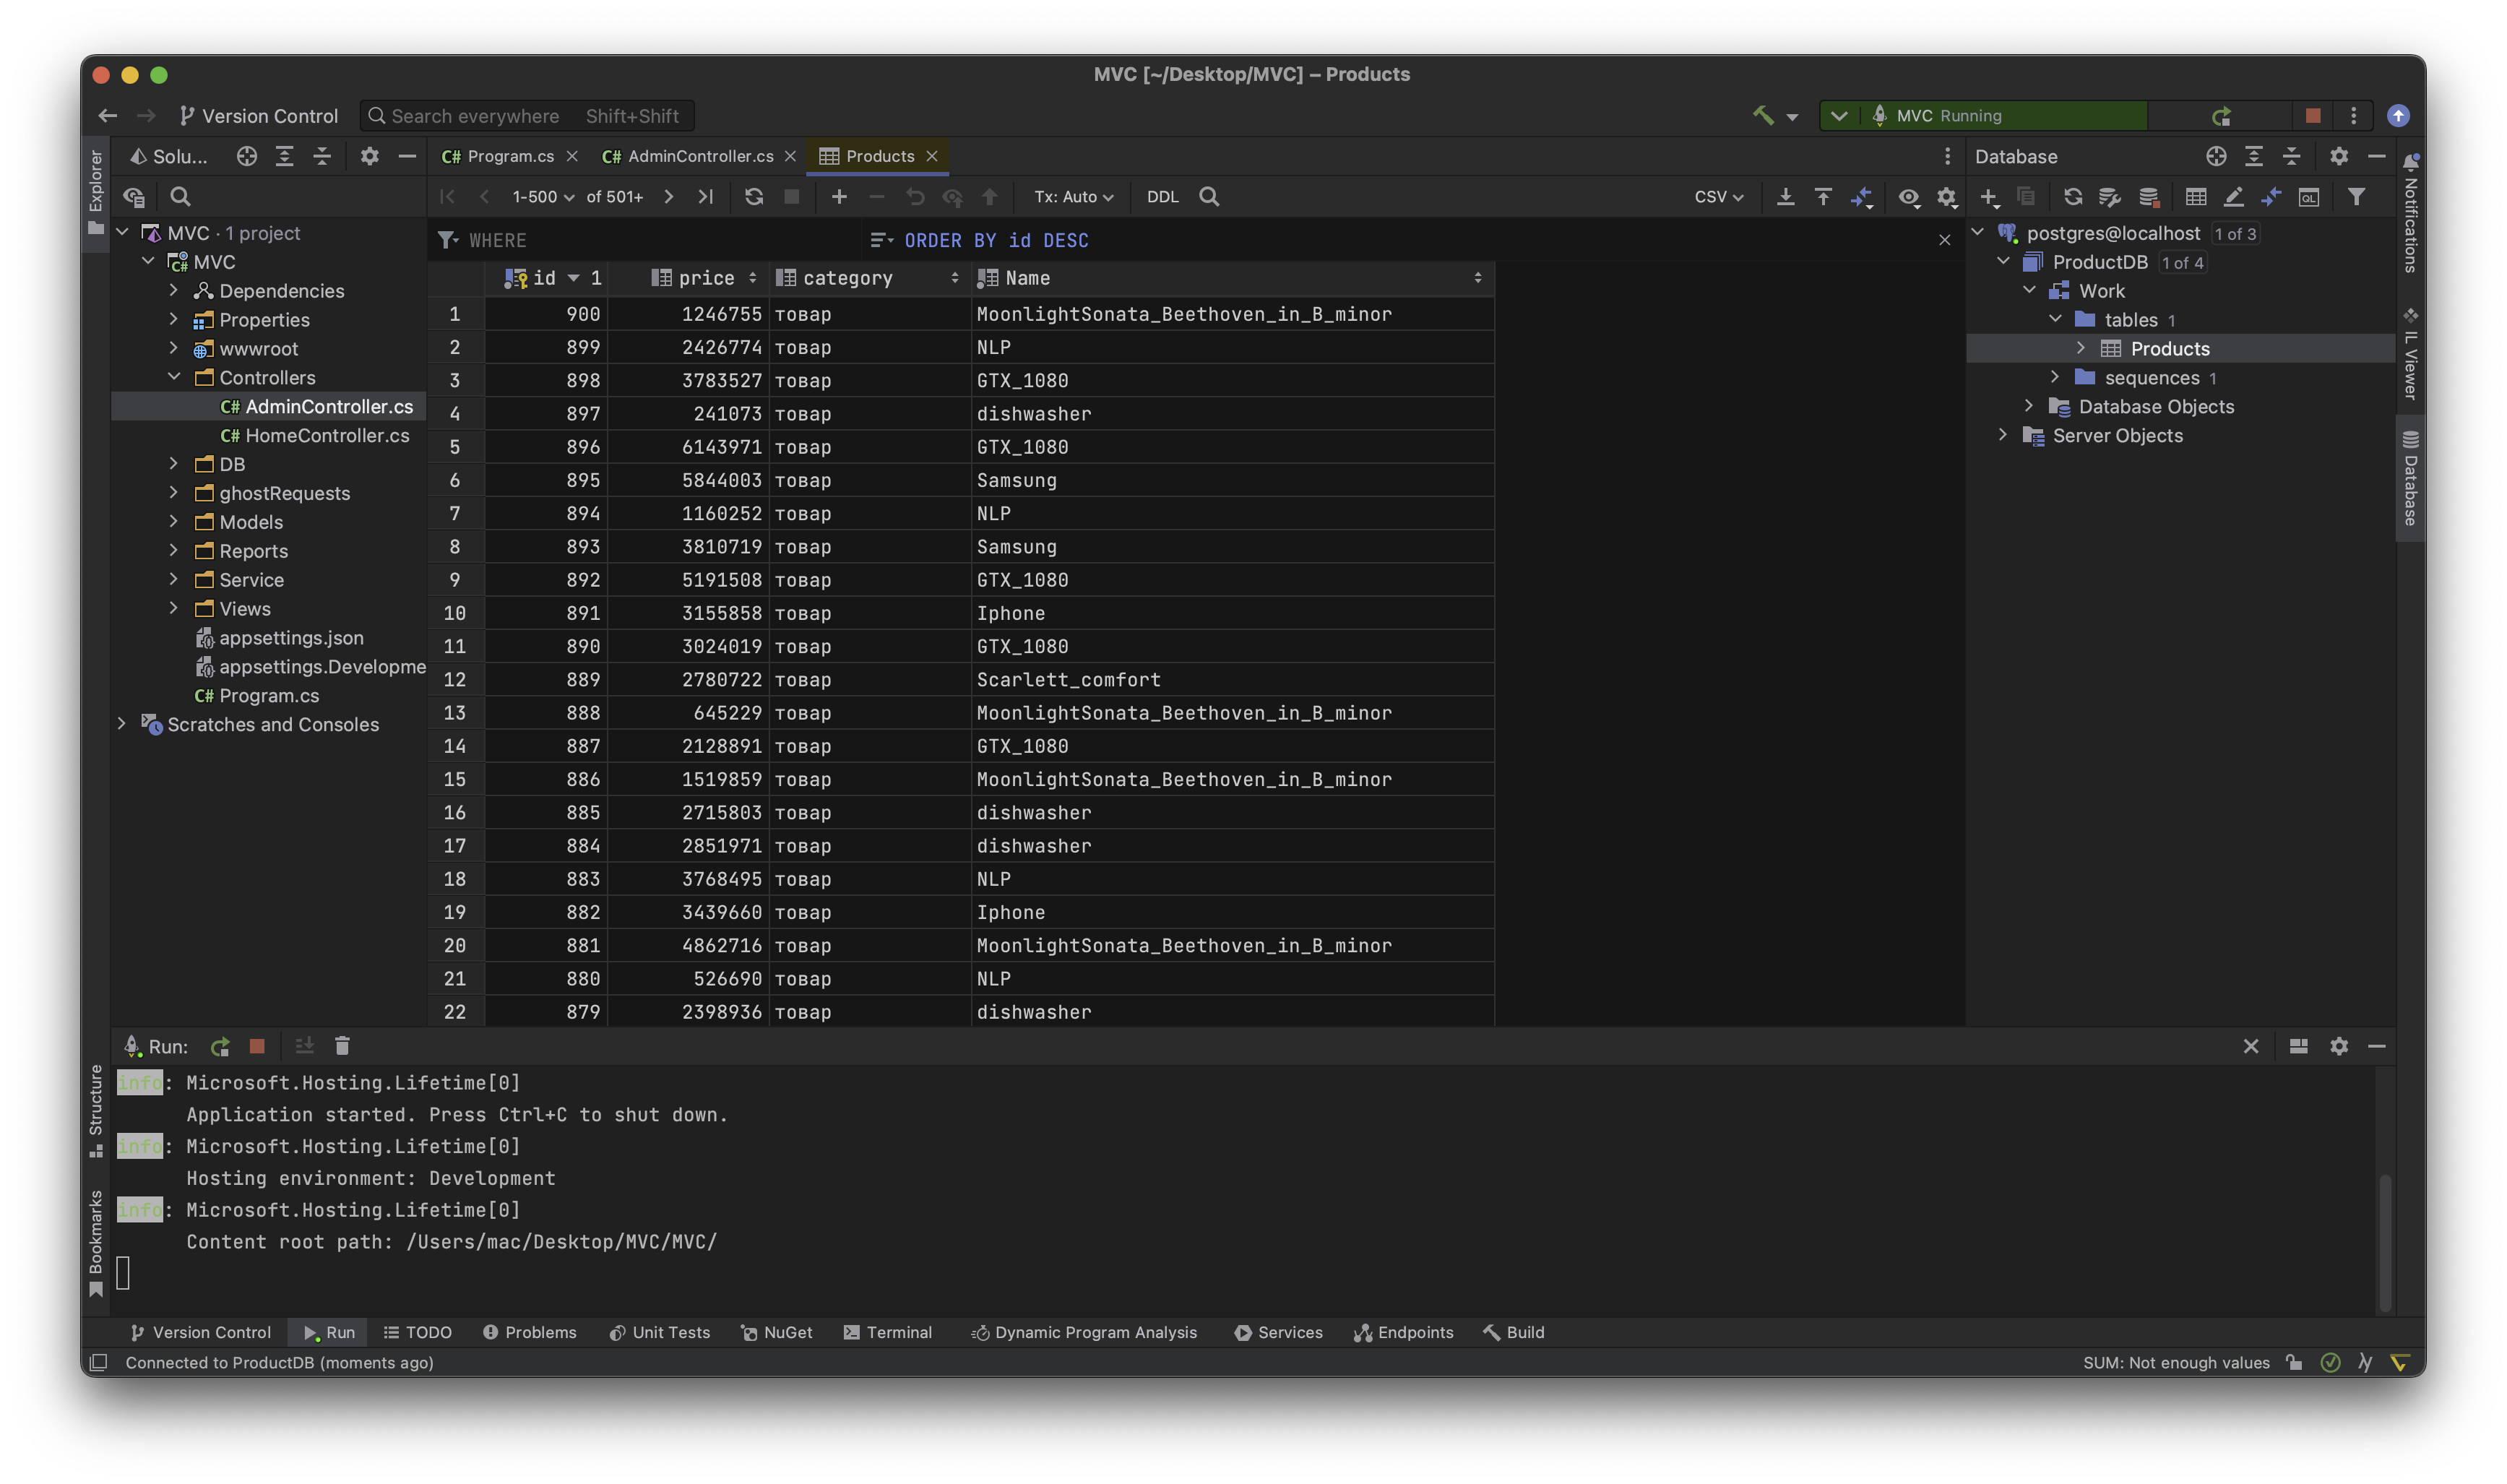 MVC [~/Desktop/MVC] – Products
Version Control
Search everywhere Shift+Shift
MVC Running
Explorer
Solu...
C# Program.cs
C# AdminController.cs
Products
Database
Notifications
1-500 of 501+
Tx: Auto
DDL
CSV
WHERE
ORDER BY id DESC
MVC · 1 project
MVC
Dependencies
Properties
wwwroot
Controllers
C# AdminController.cs
C# HomeController.cs
DB
ghostRequests
Models
Reports
Service
Views
appsettings.json
appsettings.Developme
C# Program.cs
Scratches and Consoles
id 1 price category Name
1 900 1246755 товар MoonlightSonata_Beethoven_in_B_minor
2 899 2426774 товар NLP
3 898 3783527 товар GTX_1080
4 897 241073 товар dishwasher
5 896 6143971 товар GTX_1080
6 895 5844003 товар Samsung
7 894 1160252 товар NLP
8 893 3810719 товар Samsung
9 892 5191508 товар GTX_1080
10 891 3155858 товар Iphone
11 890 3024019 товар GTX_1080
12 889 2780722 товар Scarlett_comfort
13 888 645229 товар MoonlightSonata_Beethoven_in_B_minor
14 887 2128891 товар GTX_1080
15 886 1519859 товар MoonlightSonata_Beethoven_in_B_minor
16 885 2715803 товар dishwasher
17 884 2851971 товар dishwasher
18 883 3768495 товар NLP
19 882 3439660 товар Iphone
20 881 4862716 товар MoonlightSonata_Beethoven_in_B_minor
21 880 526690 товар NLP
22 879 2398936 товар dishwasher
postgres@localhost 1 of 3
ProductDB 1 of 4
Work
tables 1
Products
sequences 1
Database Objects
Server Objects
IL Viewer
Database
Run:
info: Microsoft.Hosting.Lifetime[0]
Application started. Press Ctrl+C to shut down.
info: Microsoft.Hosting.Lifetime[0]
Hosting environment: Development
info: Microsoft.Hosting.Lifetime[0]
Content root path: /Users/mac/Desktop/MVC/MVC/
Structure
Bookmarks
Version Control Run TODO Problems Unit Tests NuGet Terminal Dynamic Program Analysis Services Endpoints Build
Connected to ProductDB (moments ago)
SUM: Not enough values